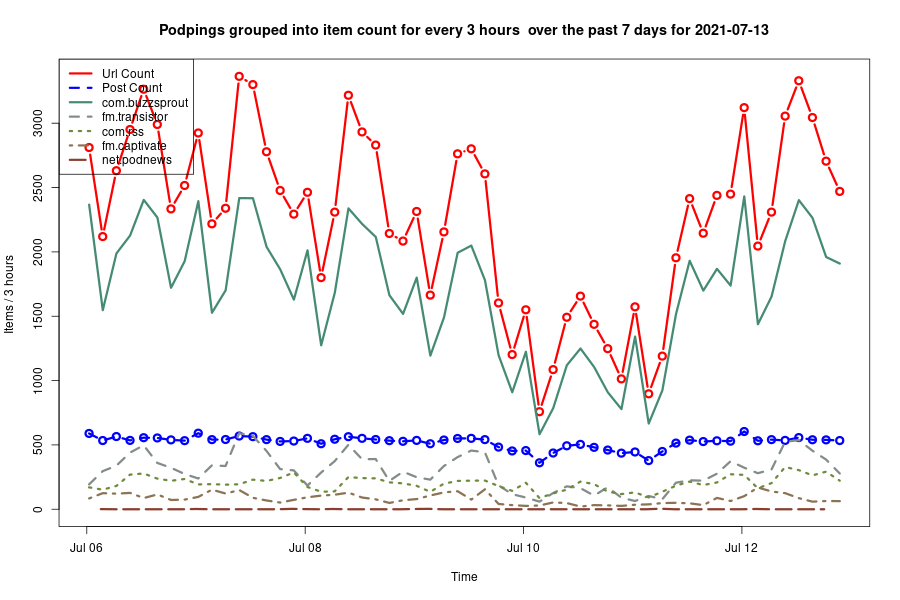 Podpings grouped into item count for every 3 hours  over the past 7 days for 2021-07-13
Url Count
Post Count
com.buzzsprout
fm.transistor
com.rss
fm.captivate
net.podnews
Items / 3 hours
3000
2500
2000
1500
1000
500
0
Jul 06
Jul 08
Jul 10
Jul 12
Time